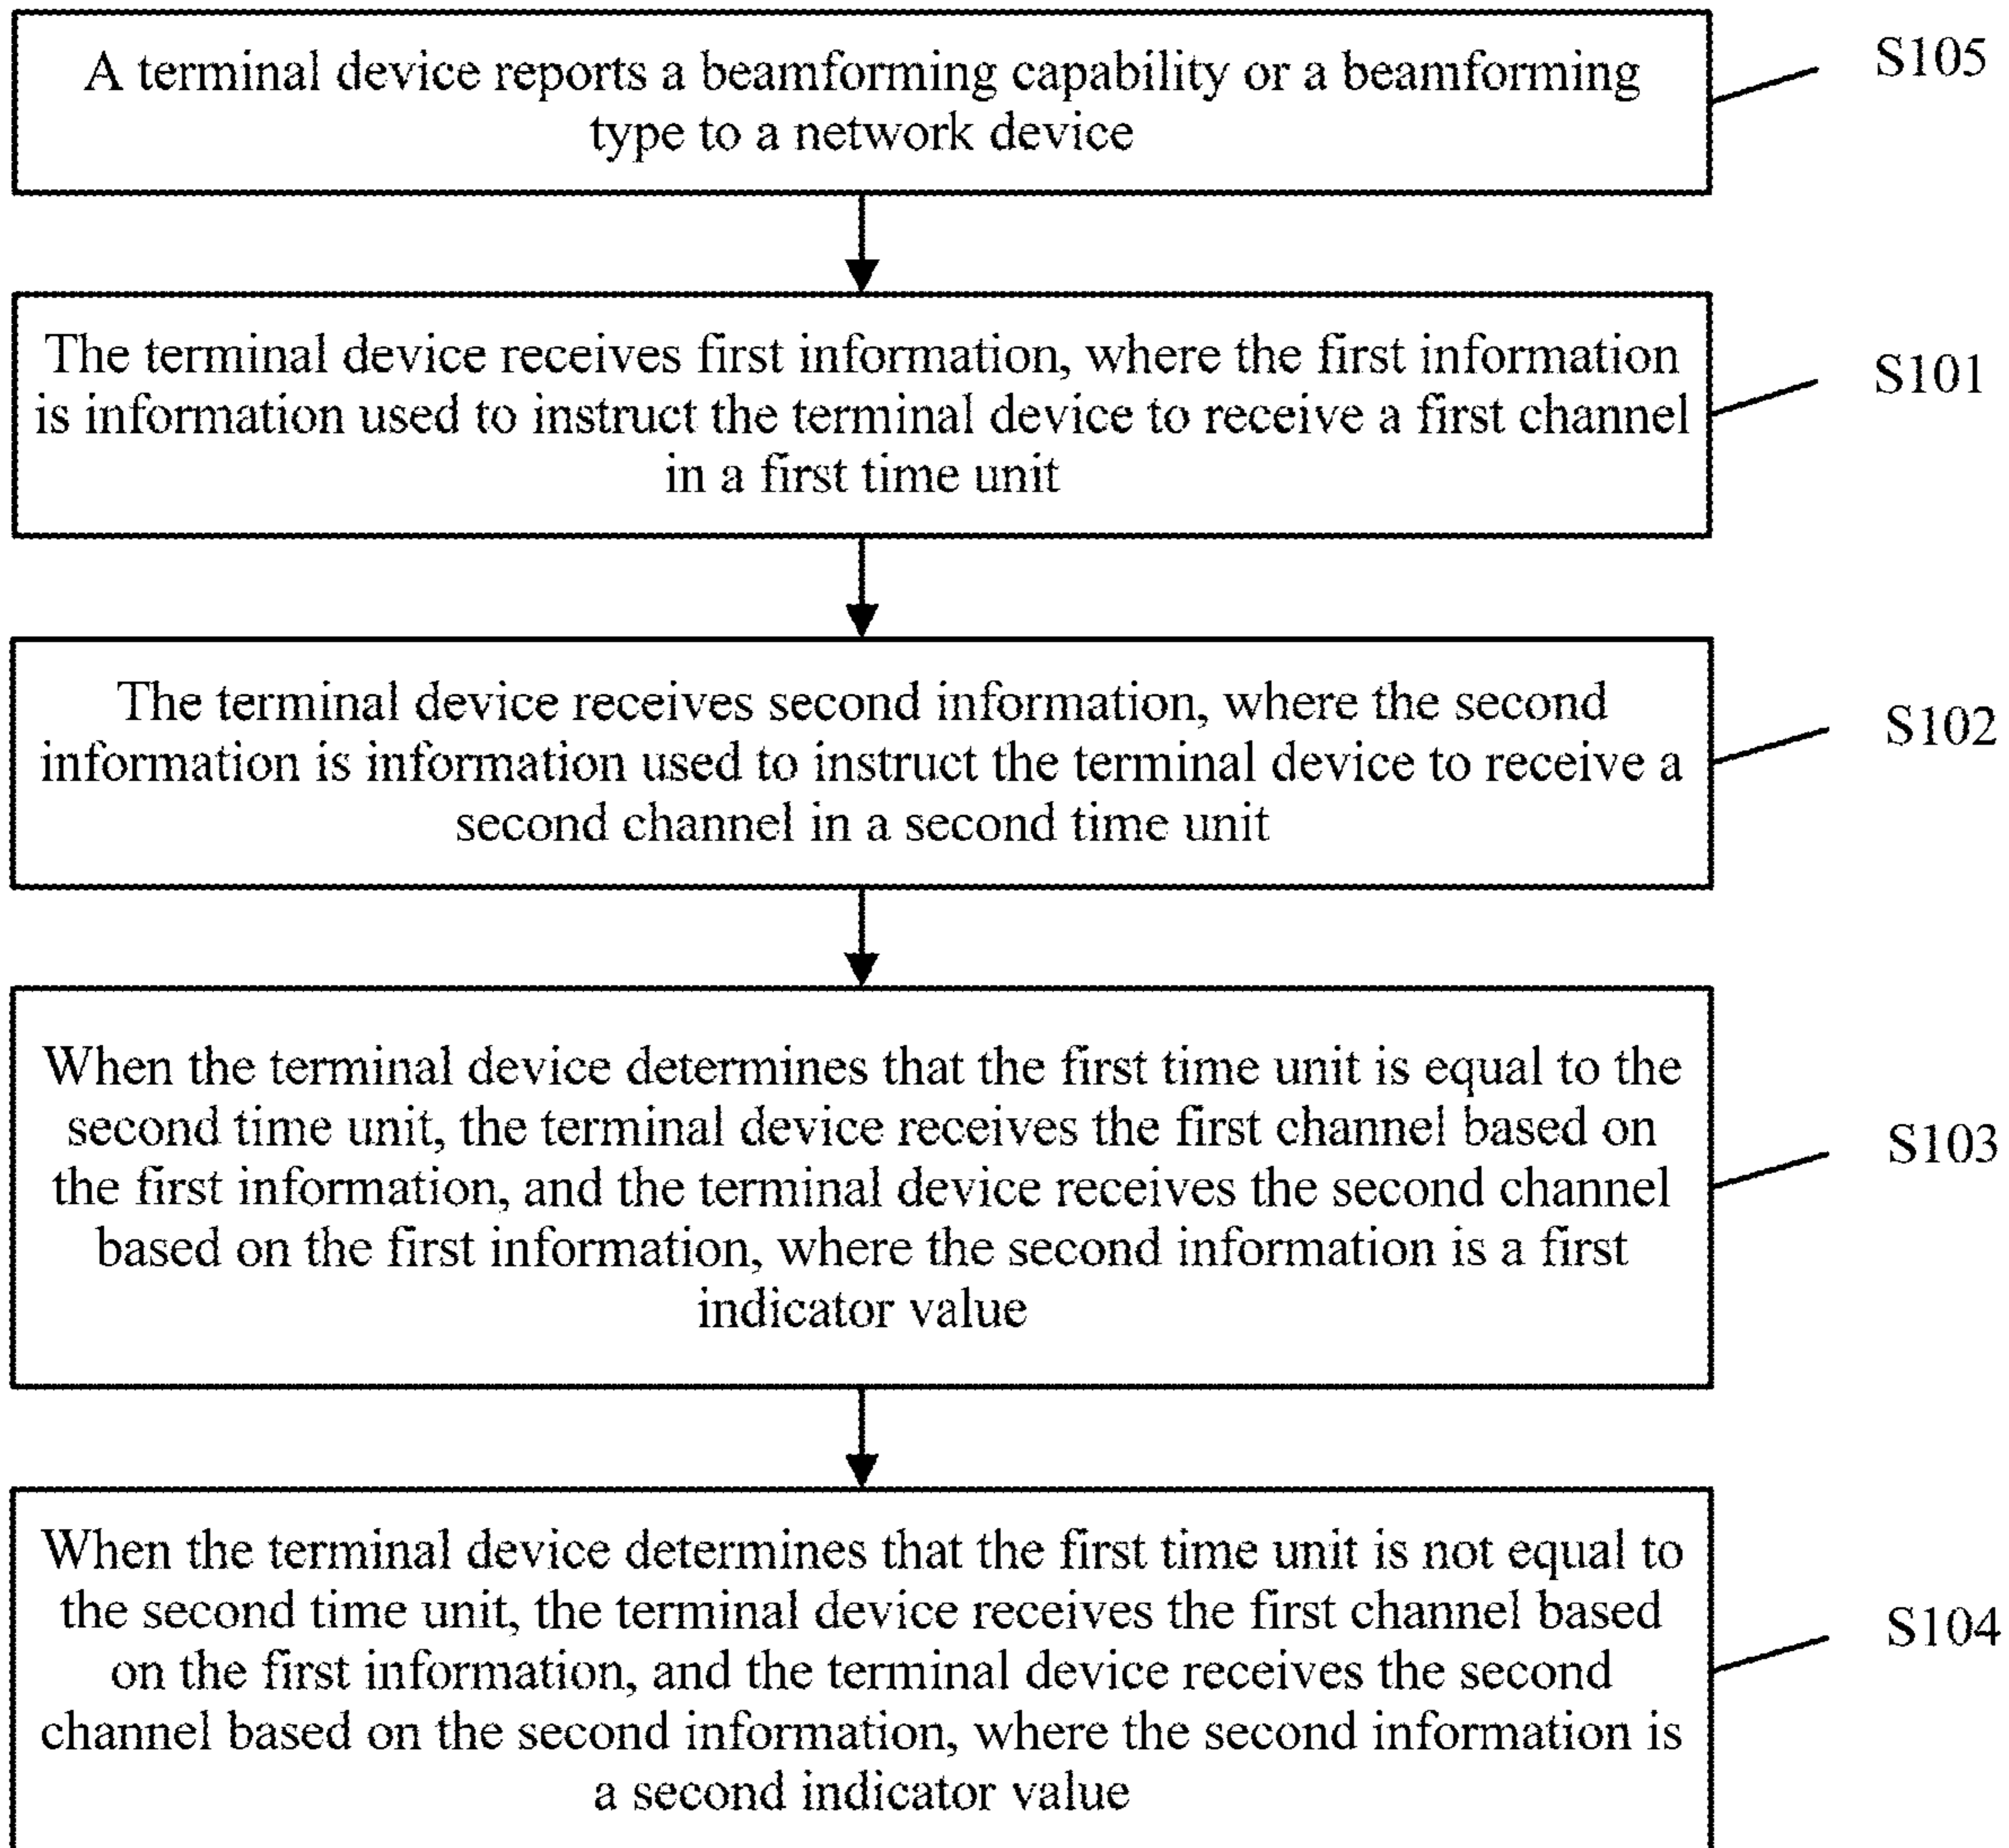 A terminal device reports a beamforming capability or a beamforming
type to a network device
S105
The terminal device receives first information, where the first information
is information used to instruct the terminal device to receive a first channel
in a first time unit
S101
The terminal device receives second information, where the second
information is information used to instruct the terminal device to receive a
second channel in a second time unit
S102
When the terminal device determines that the first time unit is equal to the
second time unit, the terminal device receives the first channel based on
the first information, and the terminal device receives the second channel
based on the first information, where the second information is a first
indicator value
S103
When the terminal device determines that the first time unit is not equal to
the second time unit, the terminal device receives the first channel based
on the first information, and the terminal device receives the second
channel based on the second information, where the second information is
a second indicator value
S104